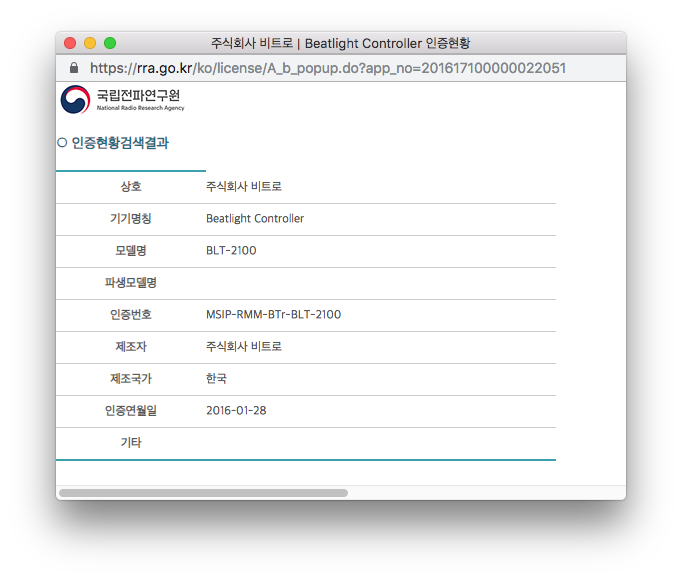 주식회사 비트로 | Beatlight Controller 인증현황
https://rra.go.kr/ko/license/A_b_popup.do?app_no=201617100000022051
국립전파연구원
National Radio Research Agency
인증현황검색결과
상호 주식회사 비트로
기기명칭 Beatlight Controller
모델명 BLT-2100
파생모델명
인증번호 MSIP-RMM-BTr-BLT-2100
제조자 주식회사 비트로
제조국가 한국
인증연월일 2016-01-28
기타